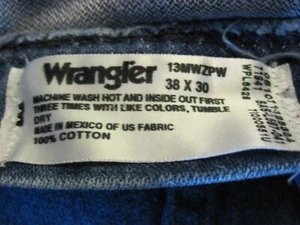 Wrangler 13MWZPW
38 X 30
MACHINE WASH HOT AND INSIDE OUT FIRST
THREE TIMES WITH LIKE COLORS, TUMBLE
DRY
MADE IN MEXICO OF US FABRIC
100% COTTON
WPL6428